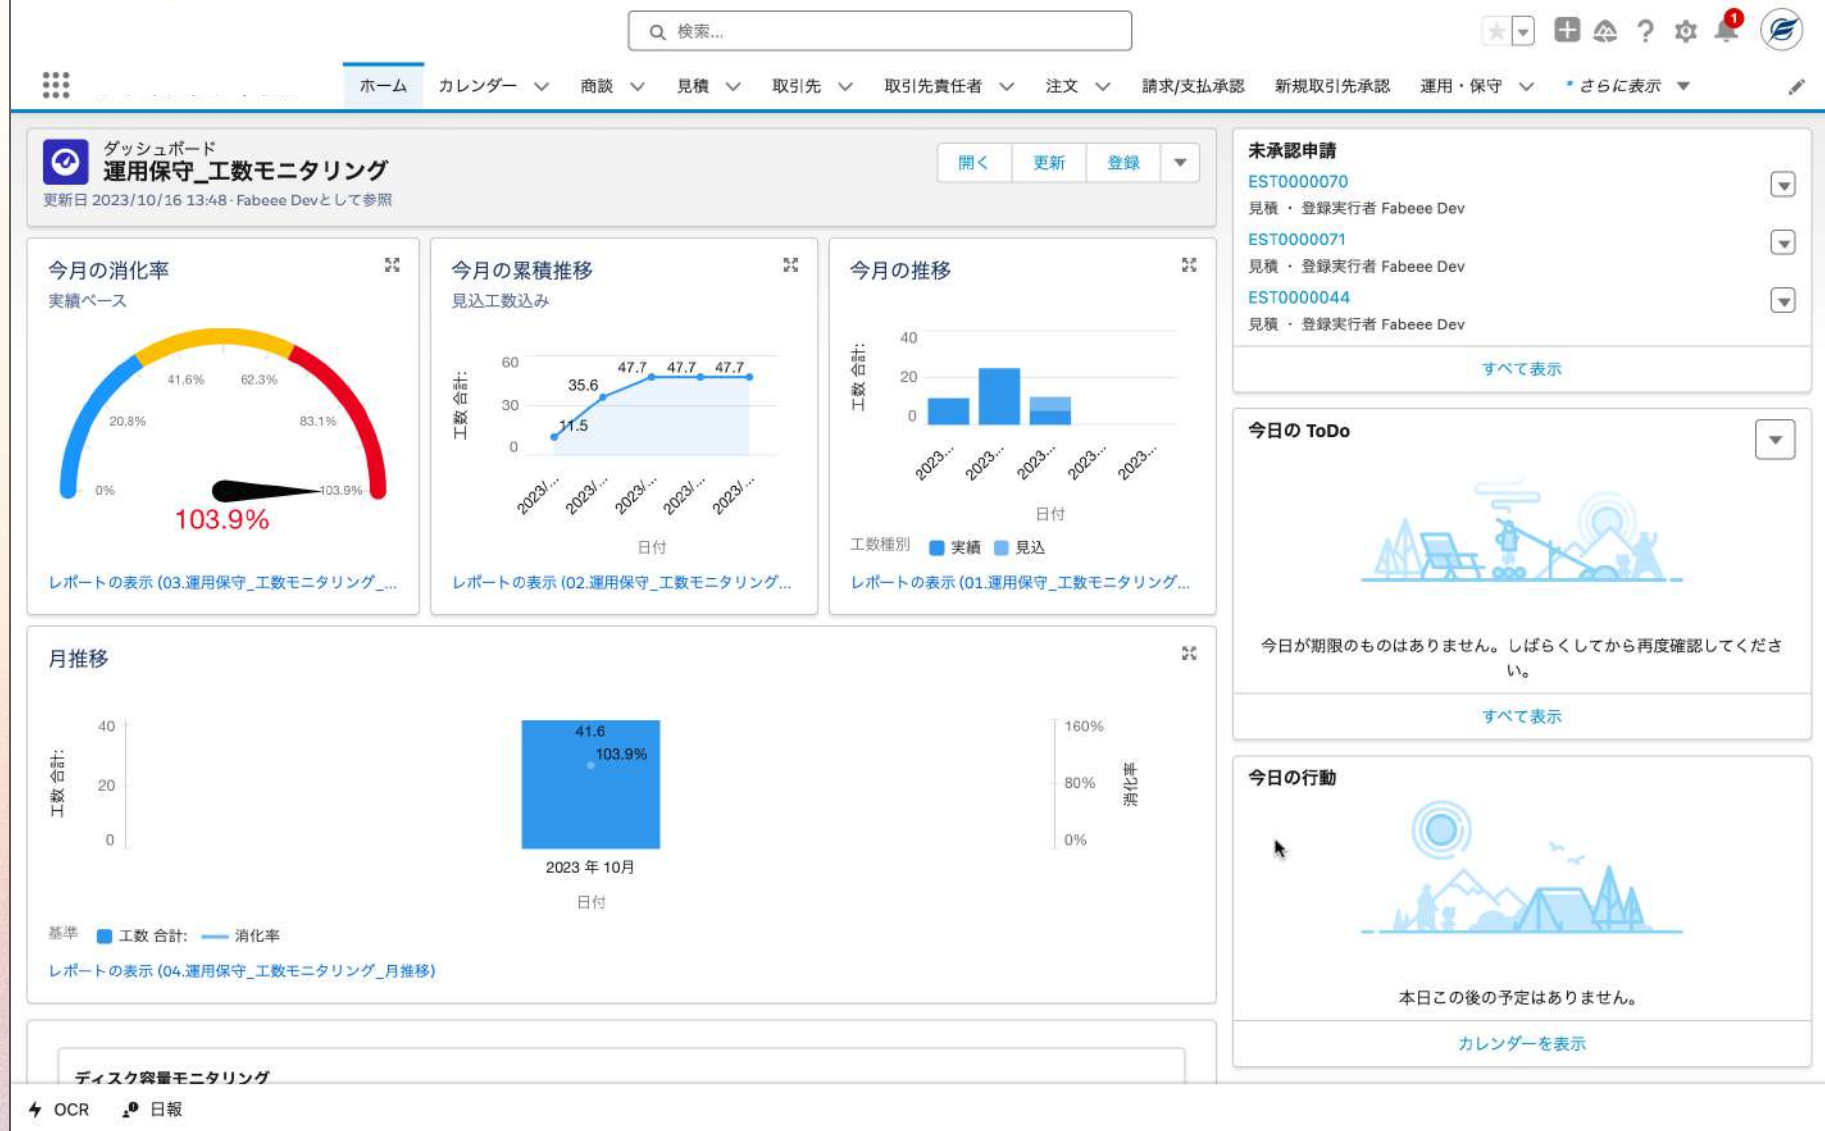 検索...
1
ホーム
カレンダー
商談
見積
取引先
取引先責任者
注文
請求/支払承認
新規取引先承認
運用・保守
* さらに表示
ダッシュボード
運用保守_工数モニタリング
更新日 2023/10/16 13:48・Fabeee Devとして参照
開く
更新
登録
今月の消化率
実績ベース
0%
20.8%
41.6%
62.3%
83.1%
103.9%
103.9%
レポートの表示 (03.運用保守_工数モニタリング_...
今月の累積推移
見込工数込み
工数 合計:
60
30
0
11.5
35.6
47.7
47.7
47.7
2023/...
2023/...
2023/...
2023/...
2023/...
日付
レポートの表示 (02.運用保守_工数モニタリング...
今月の推移
工数 合計:
40
20
0
2023...
2023...
2023...
2023...
2023...
日付
工数種別 実績 見込
レポートの表示 (01.運用保守_工数モニタリング...
月推移
工数 合計:
40
20
0
41.6
103.9%
160%
80%
0%
消化率
2023 年 10月
日付
基準 工数 合計: 消化率
レポートの表示 (04.運用保守_工数モニタリング_月推移)
ディスク容量モニタリング
未承認申請
EST0000070
見積 ・ 登録実行者 Fabeee Dev
EST0000071
見積 ・ 登録実行者 Fabeee Dev
EST0000044
見積 ・ 登録実行者 Fabeee Dev
すべて表示
今日の ToDo
今日が期限のものはありません。しばらくしてから再度確認してくださ
い。
すべて表示
今日の行動
本日この後の予定はありません。
カレンダーを表示
OCR
日報